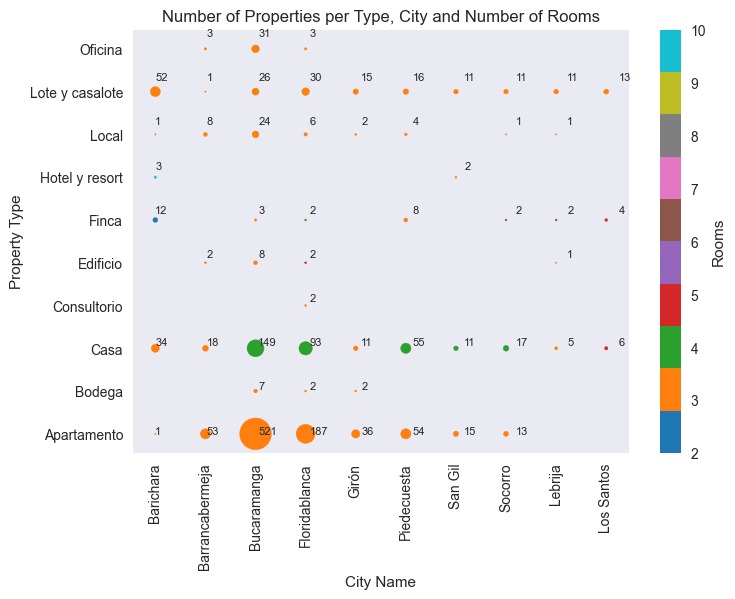 Number of Properties per Type, City and Number of Rooms
Oficina 3 31 3
Lote y casalote 52 1 26 30 15 16 11 11 11 13
Local 1 8 24 6 2 4 1 1
Hotel y resort 3 2
Finca 12 3 2 8 2 2 4
Edificio 2 8 2 1
Consultorio 2
Casa 34 18 149 93 11 55 11 17 5 6
Bodega 7 2 2
Apartamento 1 53 521 187 36 54 15 13
Property Type
Barichara Barrancabermeja Bucaramanga Floridablanca Girón Piedecuesta San Gil Socorro Lebrija Los Santos
City Name
10
9
8
7
6
5
4
3
2
Rooms